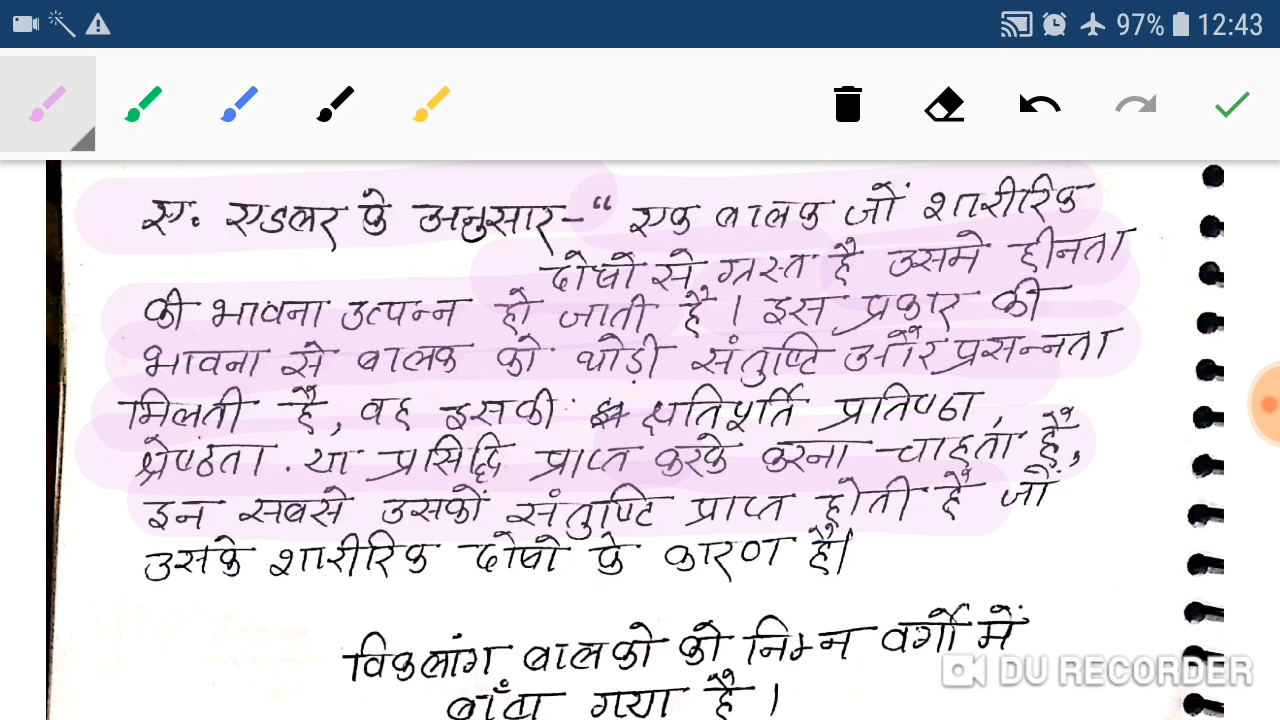 97% 12:43
ए. एडलर के अनुसार-“ एक बालक जों शारीरिक
दोषो से ग्रस्त है उसमे हीनता
की भावना उत्पन्न हो जाती है । इस प्रकार की
भावना से बालक को थोड़ी संतुष्टि और प्रसन्नता
मिलती है, वह इसकी क्षतिपूर्ति प्रतिष्ठा,
श्रेष्ठता . या प्रसिद्दि प्राप्त करके करना चाहता है,
इन सबसे उसकों संतुष्टि प्राप्त होती है जों
उसके शारीरिक दोषो के कारण है।
विकलांग बालको को निम्न वर्गों में
बाँटा गया है ।
DU RECORDER